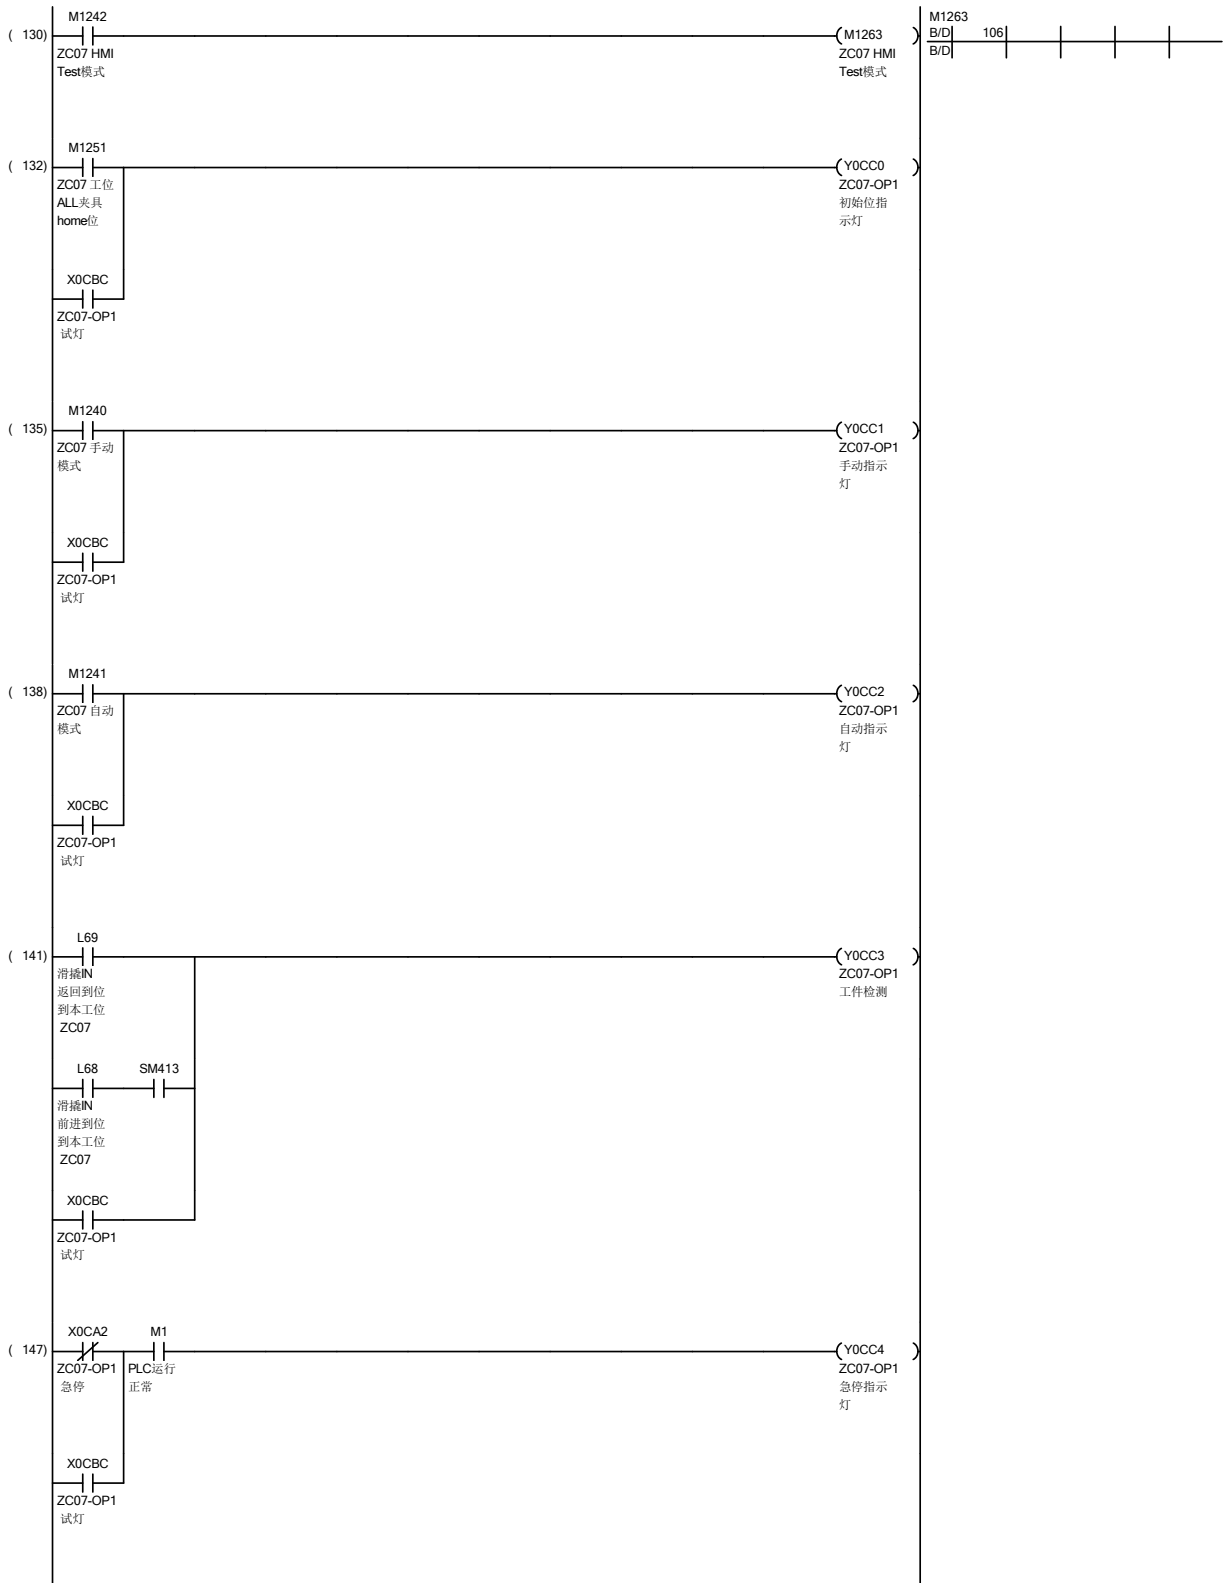 M1242
( 130)
(M1263 )
ZC07 HMI
Test模式
ZC07 HMI
Test模式
M1263
B/D 106
B/D
M1251
( 132)
(Y0CC0 )
ZC07 工位
ALL夹具
home位
ZC07-OP1
初始位指
示灯
X0CBC
ZC07-OP1
试灯
M1240
( 135)
(Y0CC1 )
ZC07 手动
模式
ZC07-OP1
手动指示
灯
X0CBC
ZC07-OP1
试灯
M1241
( 138)
(Y0CC2 )
ZC07 自动
模式
ZC07-OP1
自动指示
灯
X0CBC
ZC07-OP1
试灯
L69
( 141)
(Y0CC3 )
滑撬IN
返回到位
到本工位
ZC07
ZC07-OP1
工件检测
L68 SM413
滑撬IN
前进到位
到本工位
ZC07
X0CBC
ZC07-OP1
试灯
X0CA2 M1
( 147)
(Y0CC4 )
ZC07-OP1
急停
PLC运行
正常
ZC07-OP1
急停指示
灯
X0CBC
ZC07-OP1
试灯